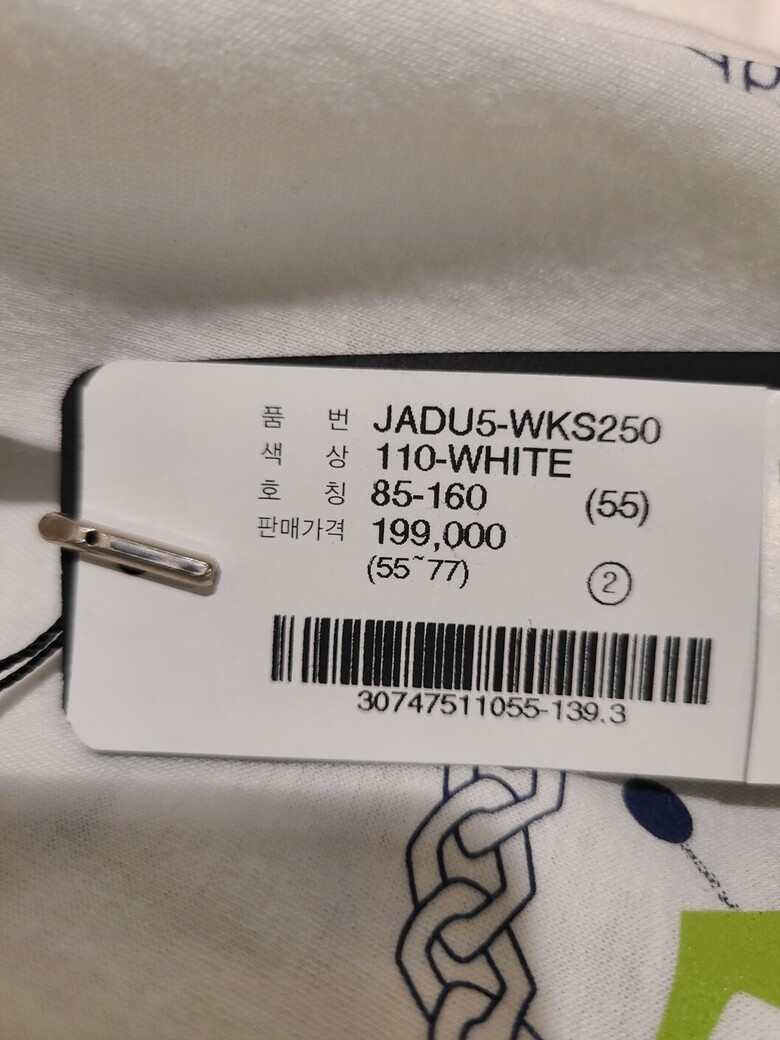 품 번 JADU5-WKS250
색 상 110-WHITE
호 칭 85-160 (55)
판매가격 199,000
(55~77) ②
30747511055-139.3